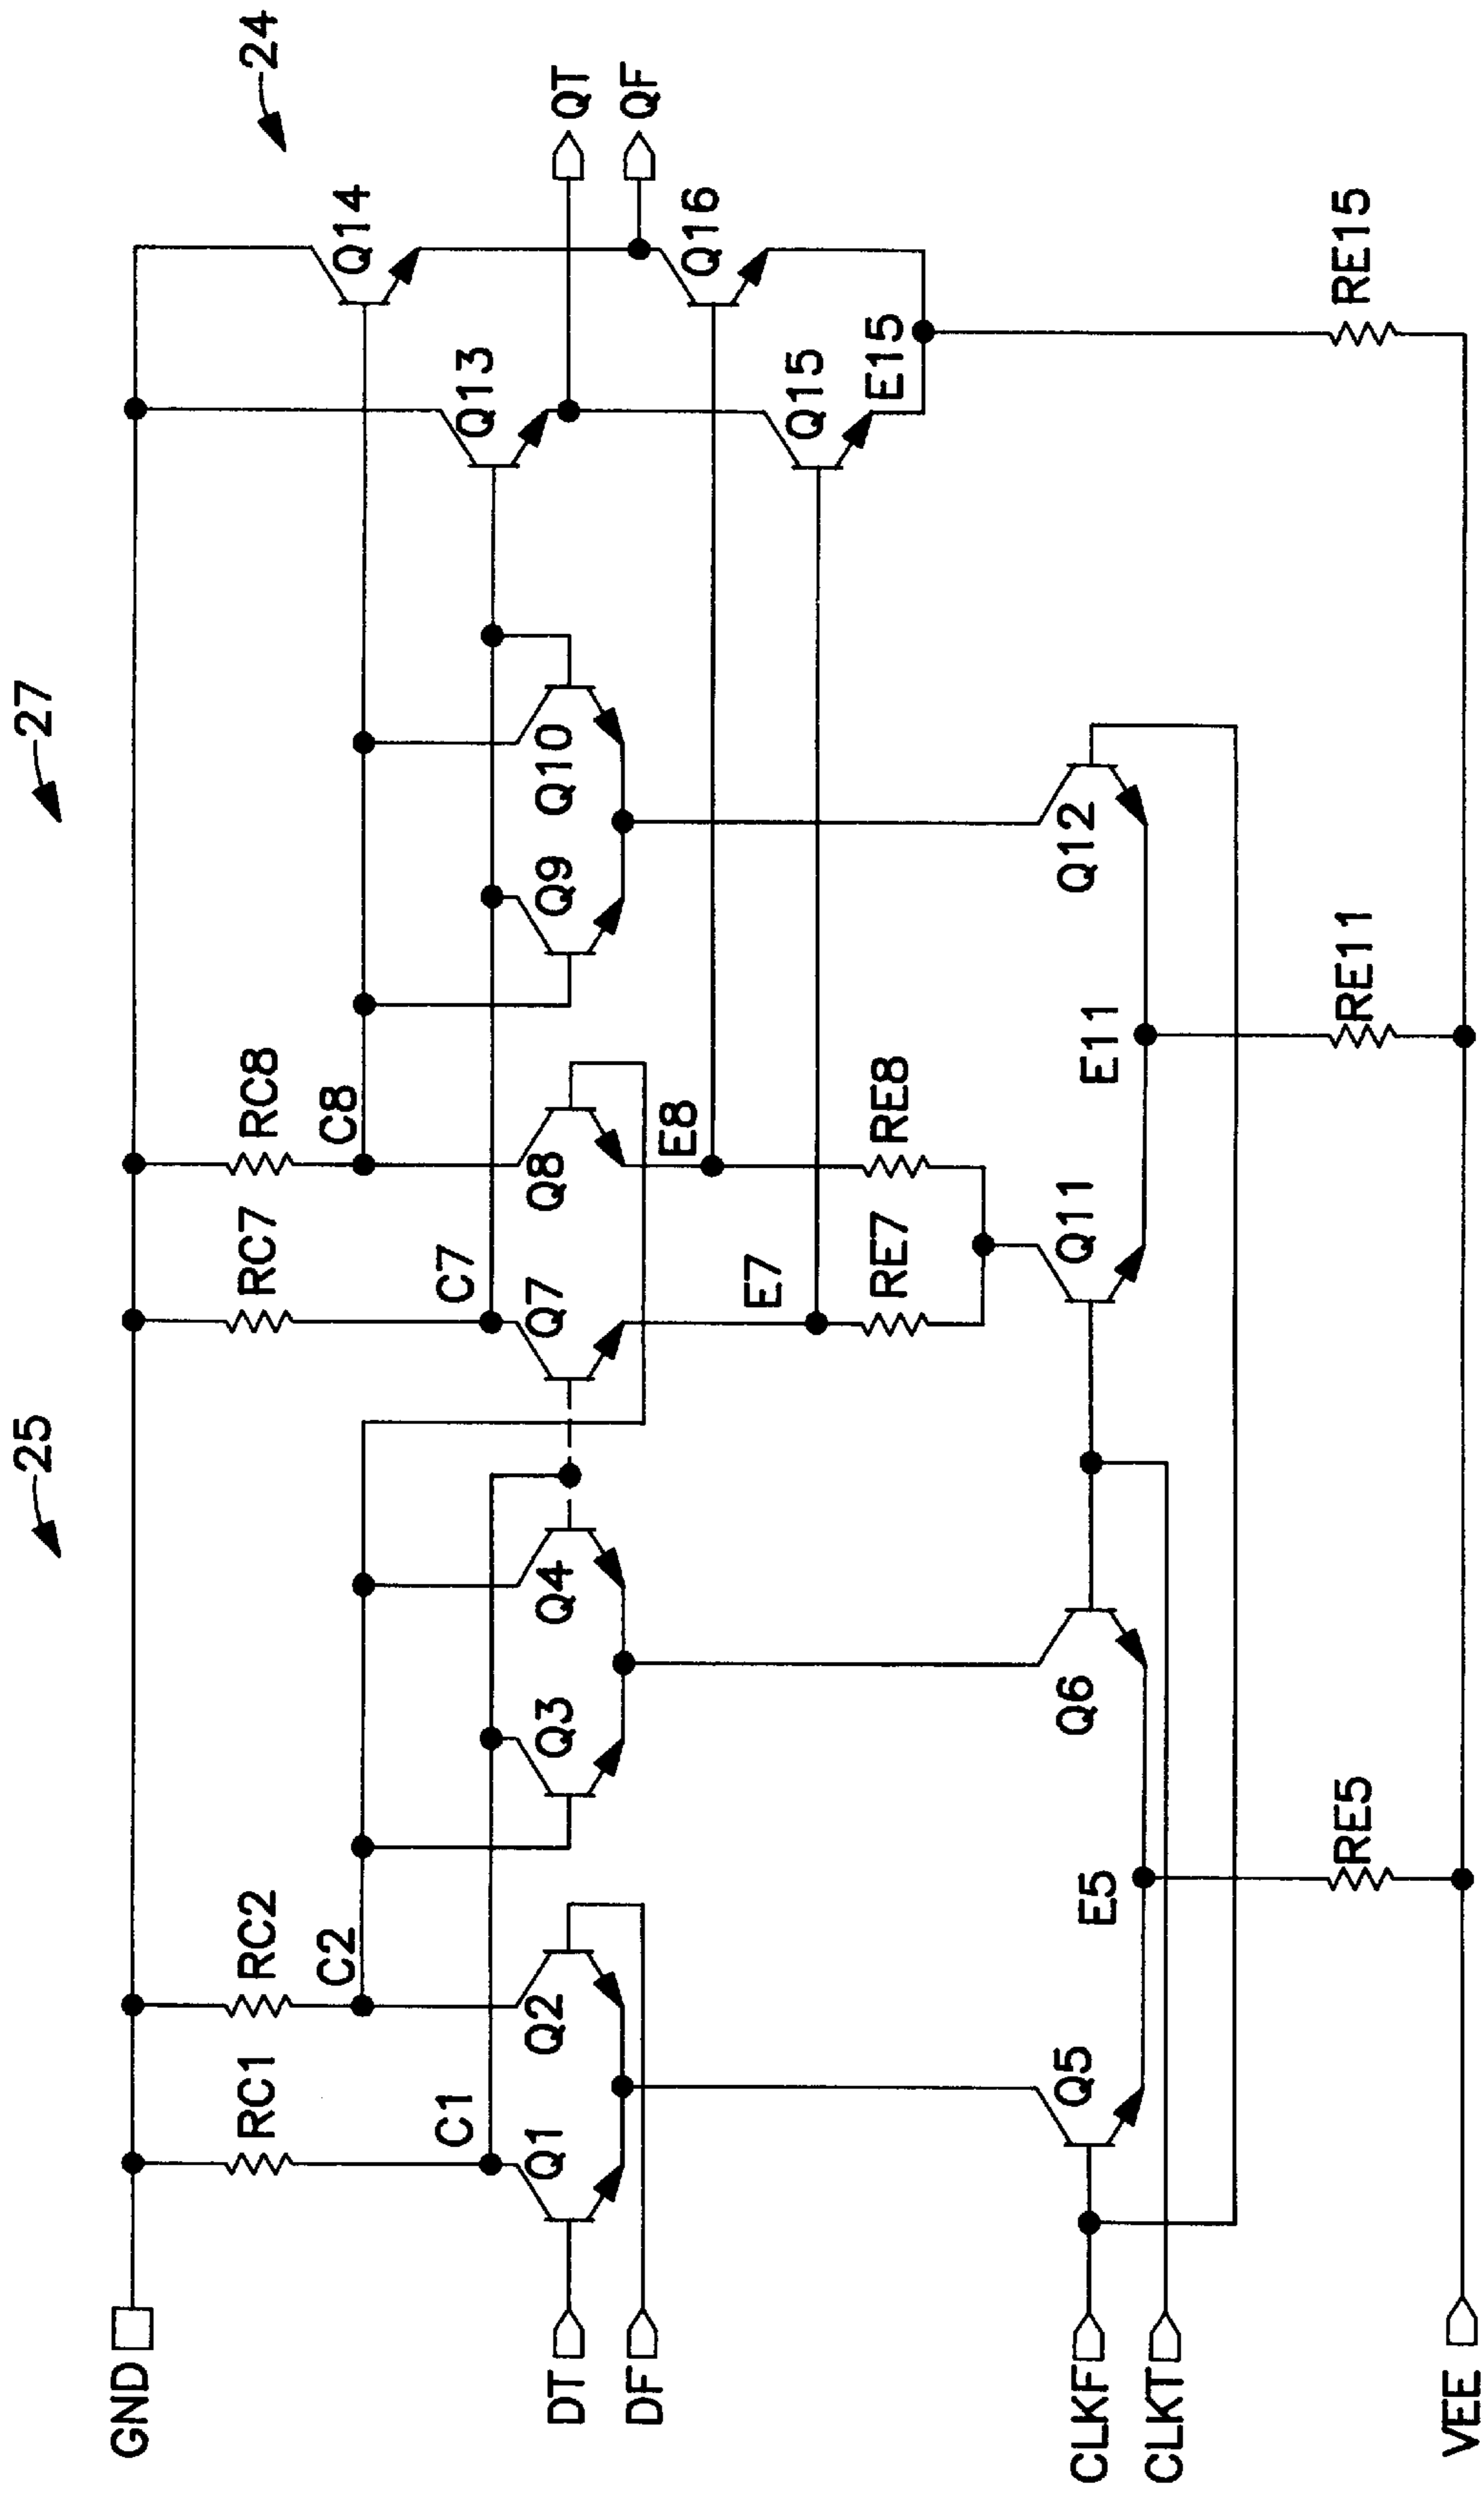 25
27
24
GND
RC1
RC2
RC7
RC8
C1
C2
C7
C8
Q14
Q13
QT
QF
DT
DF
Q1
Q2
Q3
Q4
Q7
Q8
Q9
Q10
E7
E8
Q16
Q15
E15
RE7
RE8
CLKF
CLKT
Q5
Q6
Q11
Q12
E5
E11
RE5
RE11
RE15
VEE